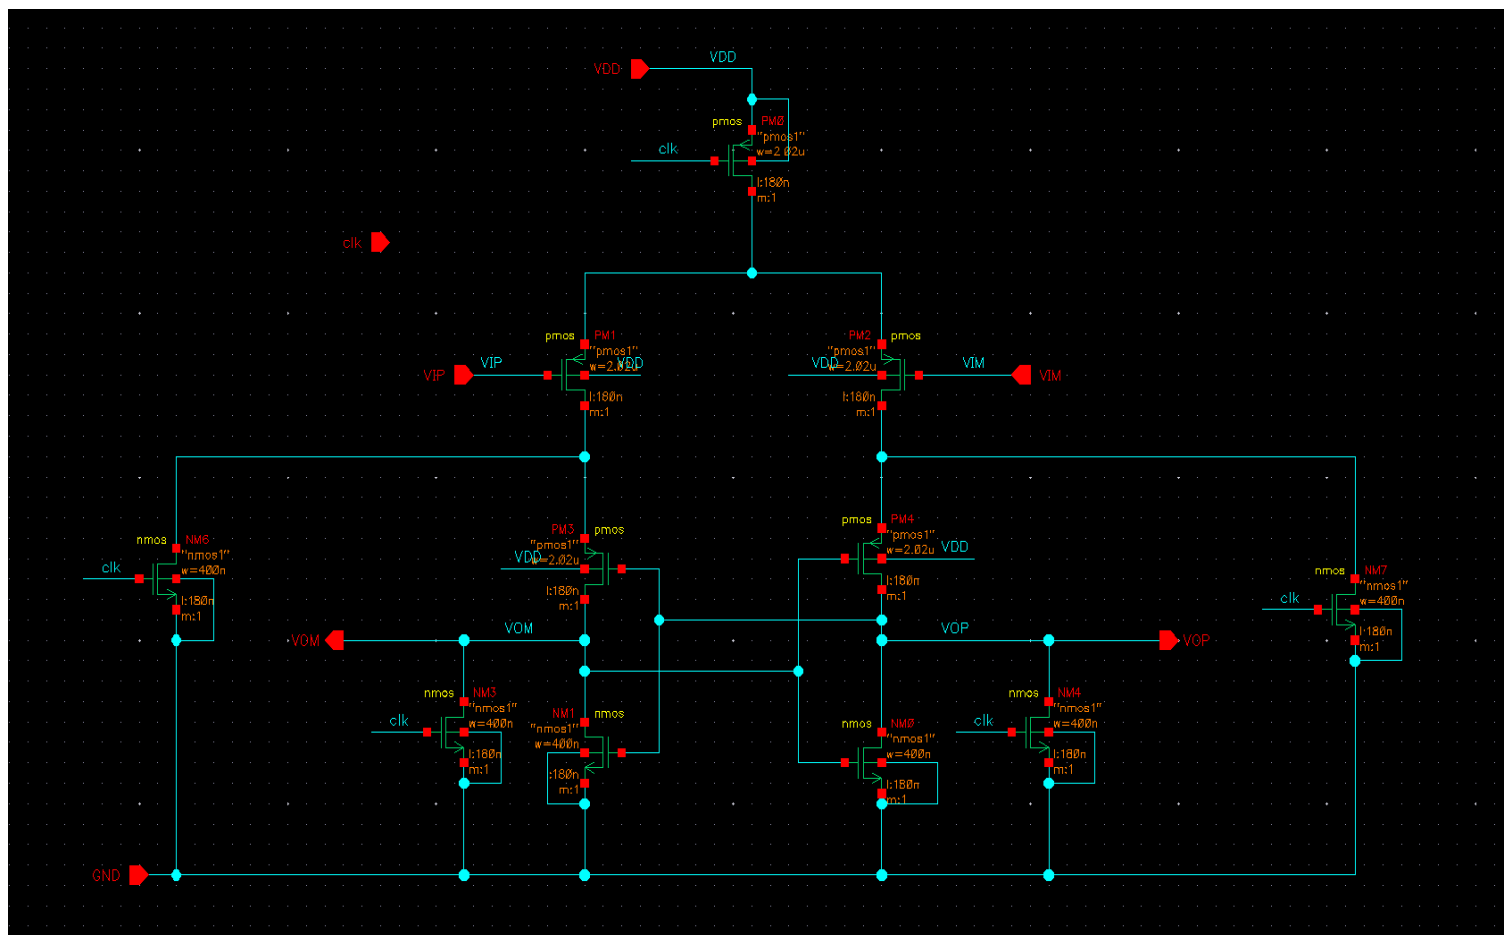 VDD
VDD
pmos
PM0
"pmos1"
w=2.02u
clk
l:180n
m:1
clk
pmos
PM1
"pmos1"
w=2.02u
VDD
VIP
VIP
l:180n
m:1
PM2
pmos
"pmos1"
VDD
w=2.02u
VIM
VIM
l:180n
m:1
PM3
pmos
"pmos1"
VDD
w=2.02u
l:180n
m:1
pmos
PM4
"pmos1"
w=2.02u
VDD
l:180n
m:1
nmos
NM6
"nmos1"
w=400n
clk
l:180n
m:1
nmos
NM7
"nmos1"
w=400n
clk
l:180n
m:1
VOM
VOM
VOP
VOP
nmos
NM3
"nmos1"
w=400n
clk
l:180n
m:1
NM1
nmos
"nmos1"
w=400n
l:180n
m:1
nmos
NM0
"nmos1"
w=400n
l:180n
m:1
nmos
NM4
"nmos1"
w=400n
clk
l:180n
m:1
GND